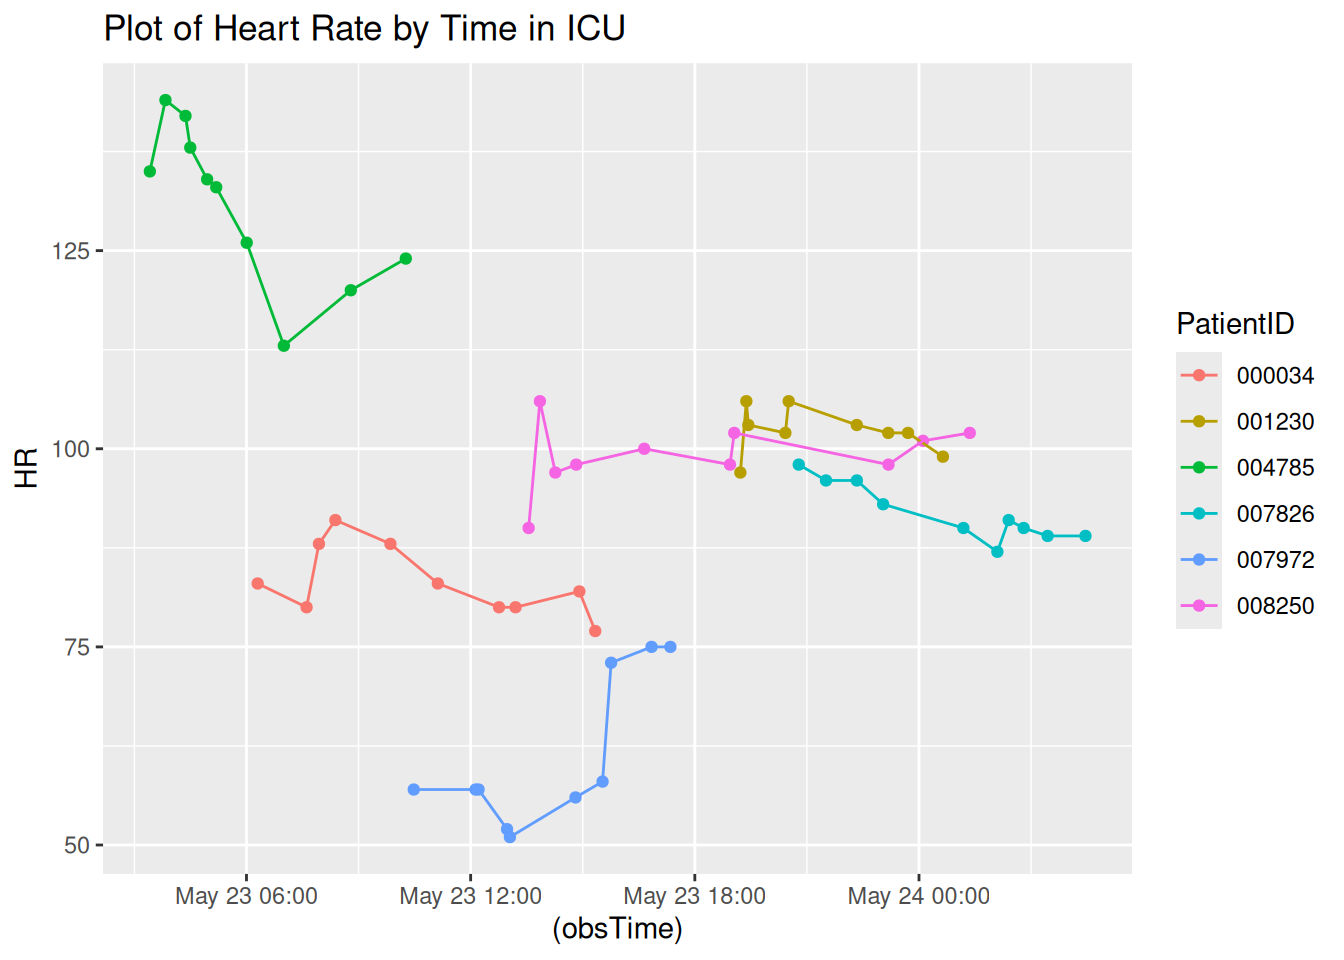 Plot of Heart Rate by Time in ICU
HR
125
100
75
50
May 23 06:00
May 23 12:00
May 23 18:00
May 24 00:00
(obsTime)
PatientID
000034
001230
004785
007826
007972
008250